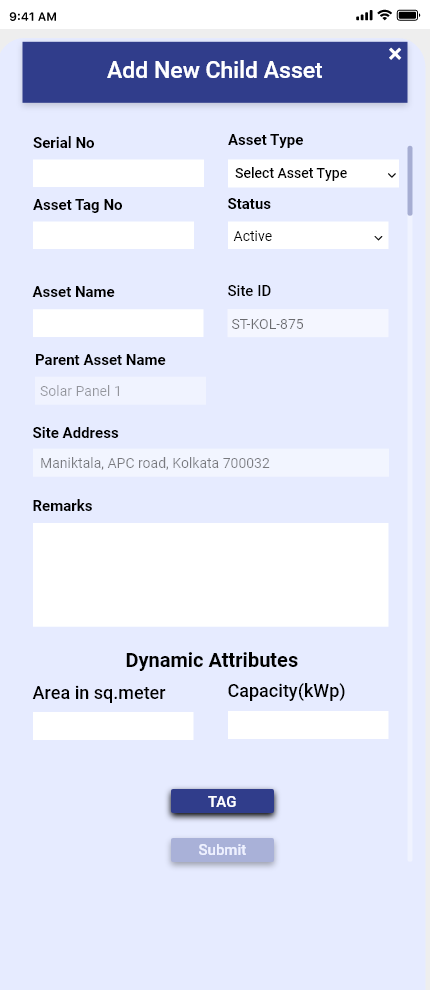 9:41 AM
Add New Child Asset
Serial No
Asset Type
Select Asset Type
Asset Tag No
Status
Active
Asset Name
Site ID
ST-KOL-875
Parent Asset Name
Solar Panel 1
Site Address
Maniktala, APC road, Kolkata 700032
Remarks
Dynamic Attributes
Area in sq.meter
Capacity(kWp)
TAG
Submit